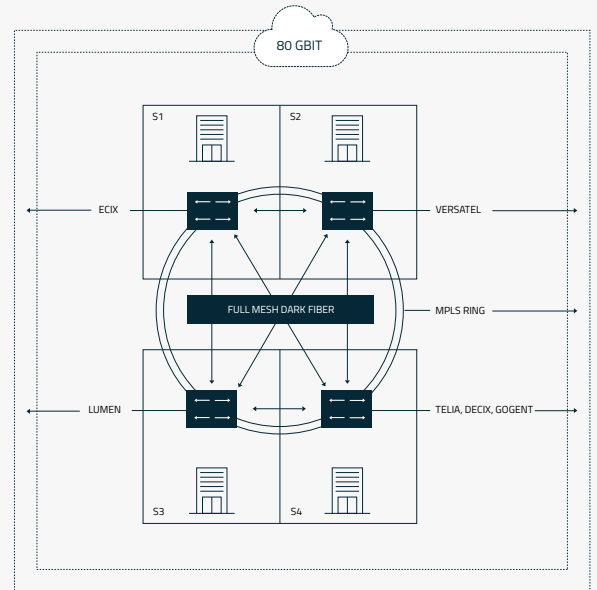 80 GBIT
S1
S2
ECIX
VERSATEL
FULL MESH DARK FIBER
MPLS RING
LUMEN
TELIA, DECIX, GOGENT
S3
S4